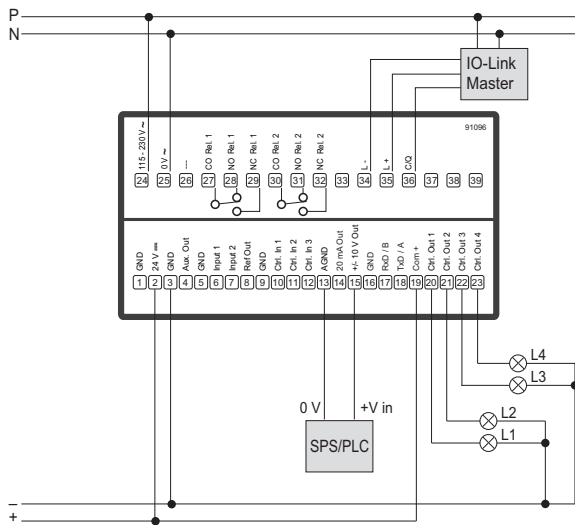 P
N
IO-Link
Master
91096
115 - 230 V ~
0 V ~
---
CO Rel. 1
NO Rel. 1
NC Rel. 1
CO Rel. 2
NO Rel. 2
NC Rel. 2
L -
L +
C/Q
24 25 26 27 28 29 30 31 32 33 34 35 36 37 38 39
GND
24 V ⎓
GND
Aux. Out
GND
Input 1
Input 2
Ref Out
GND
Ctrl. In 1
Ctrl. In 2
Ctrl. In 3
AGND
20 mA Out
+/- 10 V Out
GND
RxD / B
TxD / A
Com +
Ctrl. Out 1
Ctrl. Out 2
Ctrl. Out 3
Ctrl. Out 4
1 2 3 4 5 6 7 8 9 10 11 12 13 14 15 16 17 18 19 20 21 22 23
L4
L3
0 V +V in
L2
L1
SPS/PLC
–
+